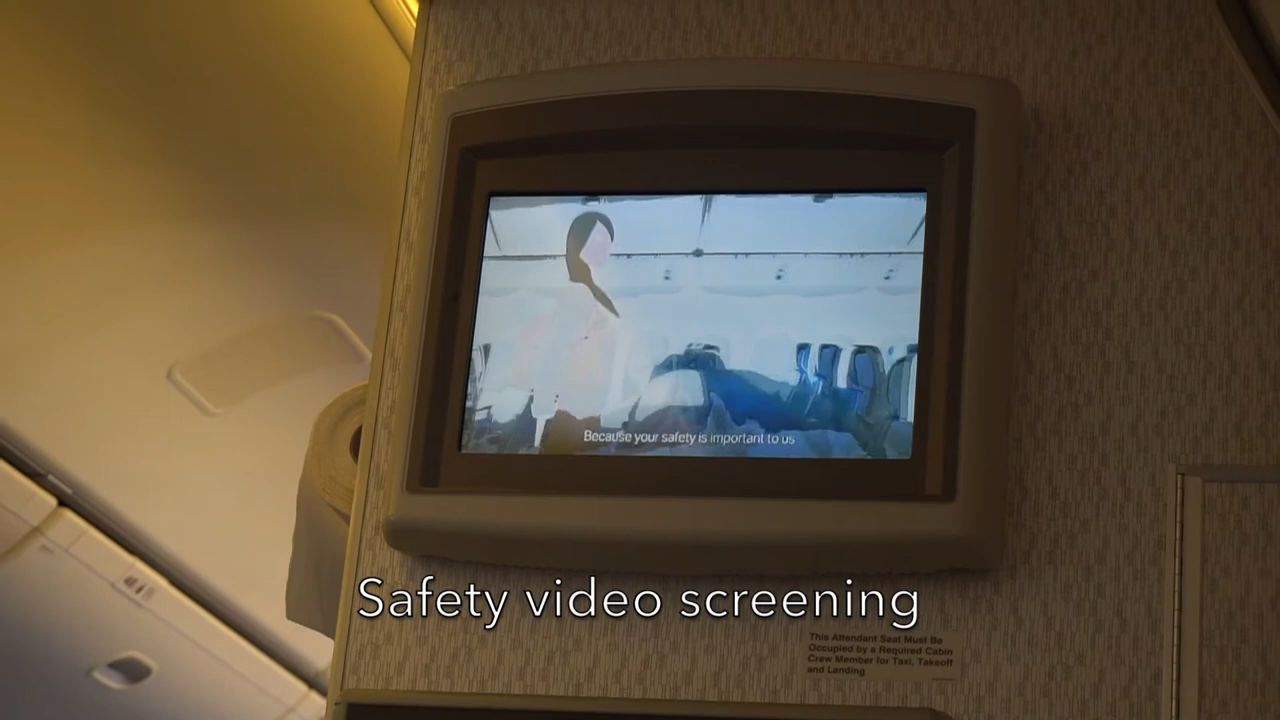 Because your safety is important to us
Safety video screening
This Attendant Seat Must Be
Occupied by a Required Cabin
Crew Member for Taxi, Takeoff
and Landing